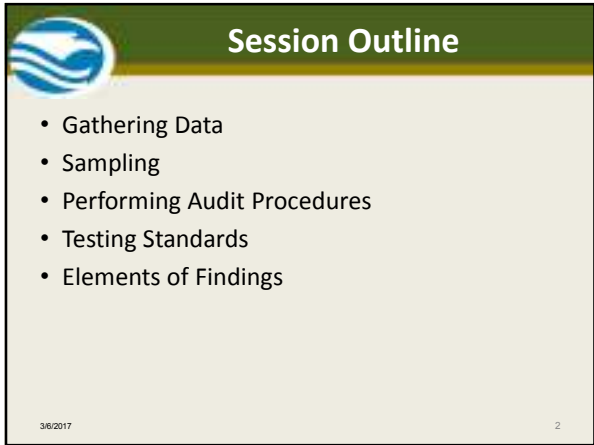 Session Outline
• Gathering Data
• Sampling
• Performing Audit Procedures
• Testing Standards
• Elements of Findings
3/6/2017
2